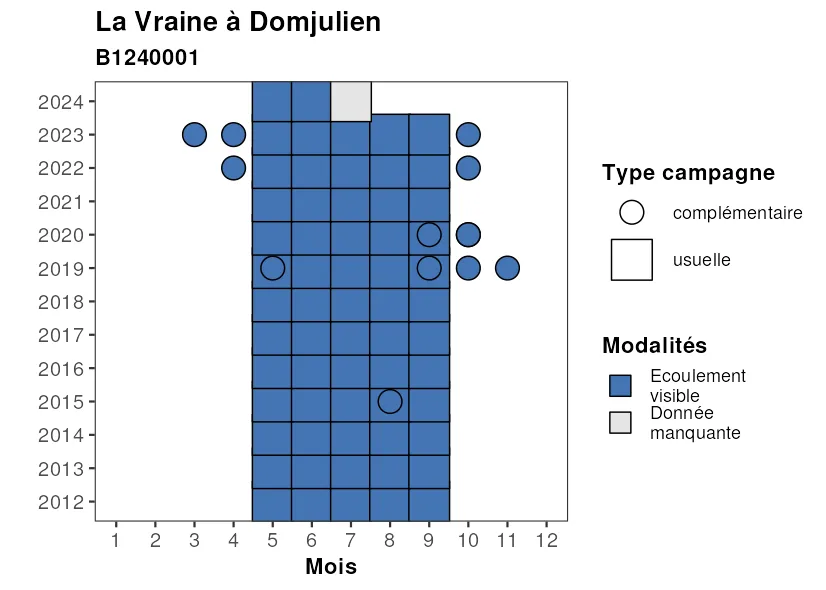 La Vraine à Domjulien
B1240001
2024
2023
2022
2021
2020
2019
2018
2017
2016
2015
2014
2013
2012
1 2 3 4 5 6 7 8 9 10 11 12
Mois
Type campagne
complémentaire
usuelle
Modalités
Ecoulement
visible
Donnée
manquante